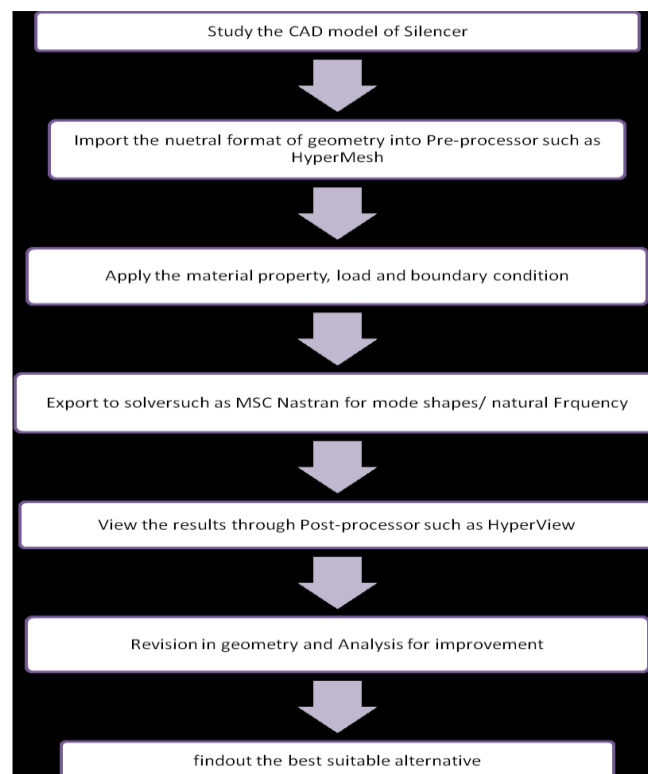 Study the CAD model of Silencer
Import the nuetral format of geometry into Pre-processor such as
HyperMesh
Apply the material property, load and boundary condition
Export to solversuch as MSC Nastran for mode shapes/ natural Frquency
View the results through Post-processor such as HyperView
Revision in geometry and Analysis for improvement
findout the best suitable alternative